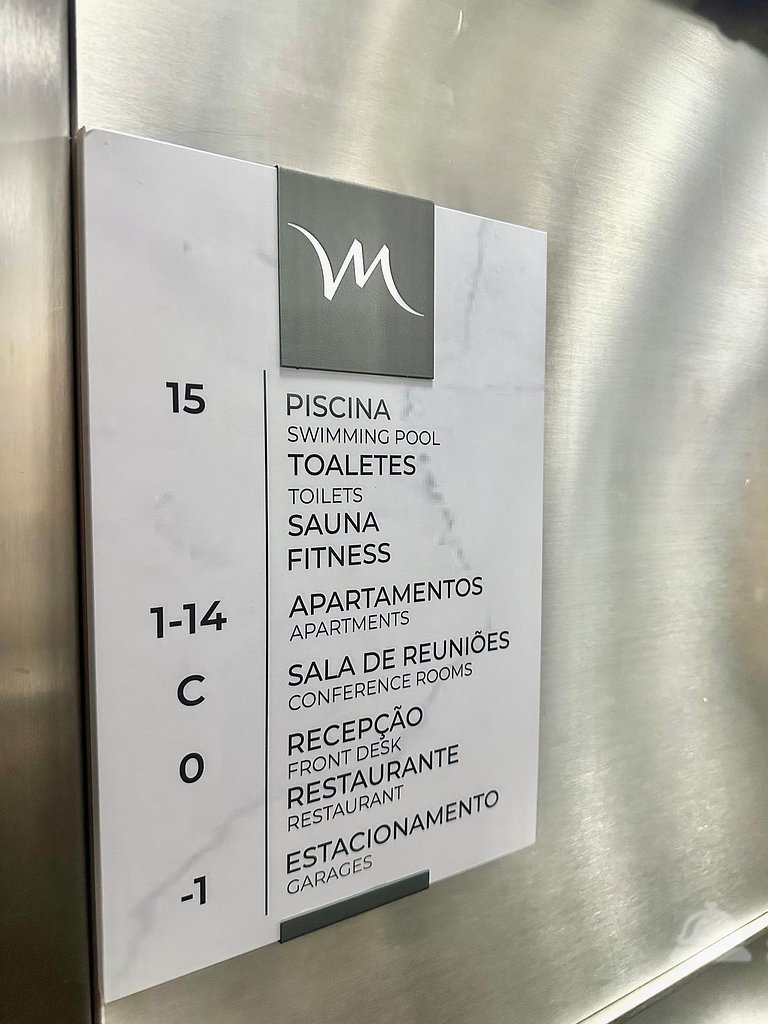 15 PISCINA
SWIMMING POOL
TOALETES
TOILETS
SAUNA
FITNESS
1-14 APARTAMENTOS
APARTMENTS
C SALA DE REUNIÕES
CONFERENCE ROOMS
0 RECEPÇÃO
FRONT DESK
RESTAURANTE
RESTAURANT
-1 ESTACIONAMENTO
GARAGES